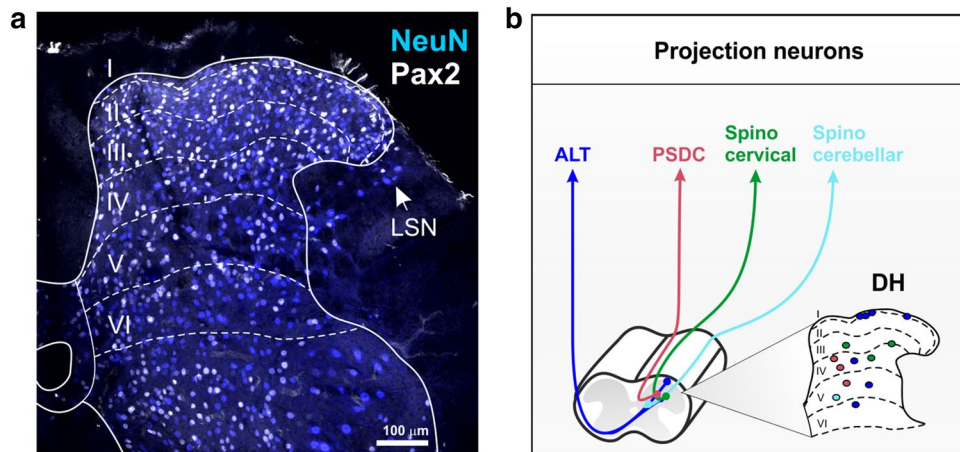 a
NeuN
Pax2
I
II
III
IV
V
VI
LSN
100 μm
b
Projection neurons
ALT
PSDC
Spino
cervical
Spino
cerebellar
DH
I
II
III
IV
V
VI